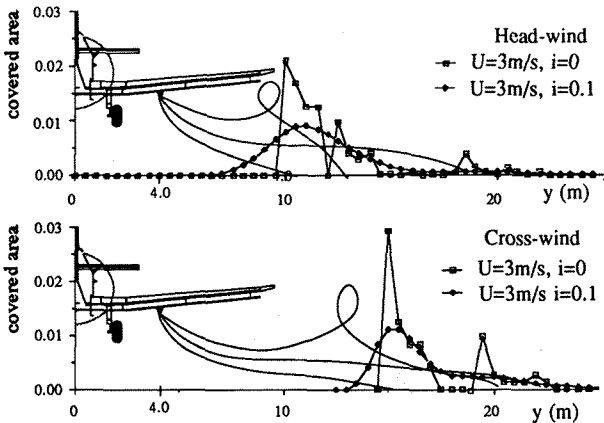 covered area
0.03
0.02
0.01
0.00
Head-wind
U=3m/s, i=0
U=3m/s, i=0.1
0
4.0
10
20
y (m)
covered area
0.03
0.02
0.01
0.00
Cross-wind
U=3m/s, i=0
U=3m/s i=0.1
0
4.0
10
20
y (m)